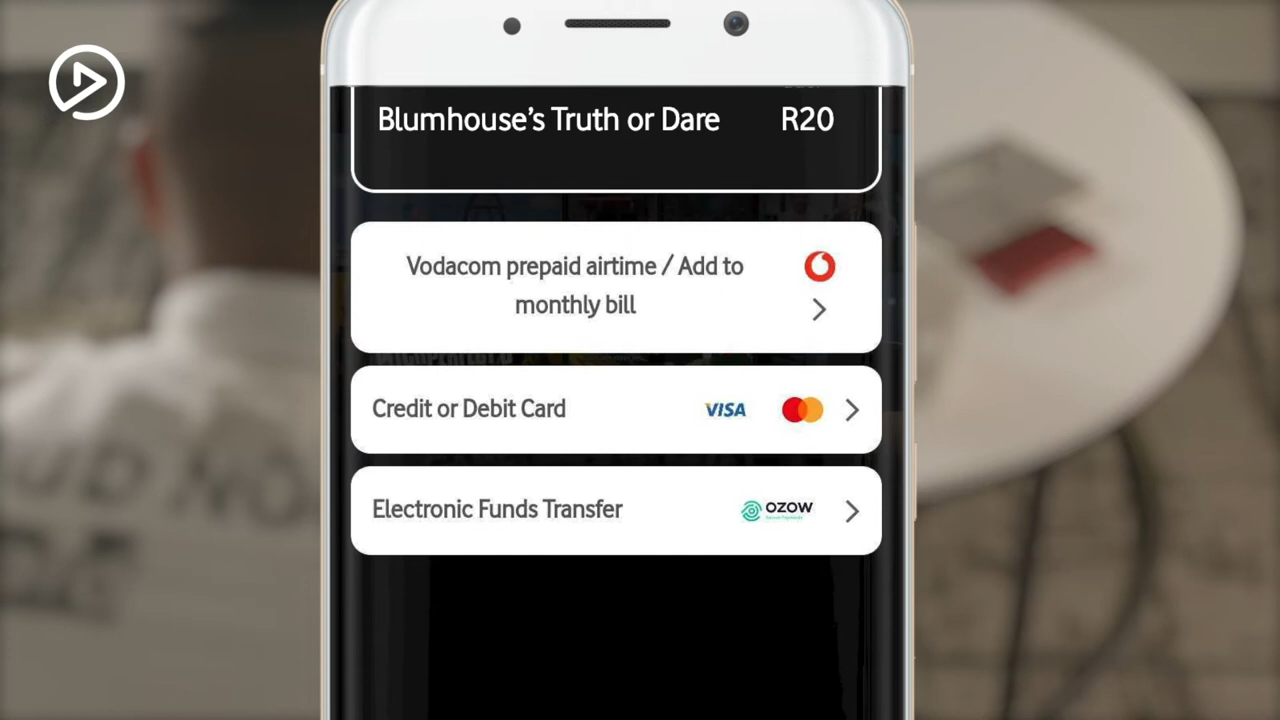 Blumhouse's Truth or Dare R20
Vodacom prepaid airtime / Add to
monthly bill
Credit or Debit Card VISA
Electronic Funds Transfer OZOW